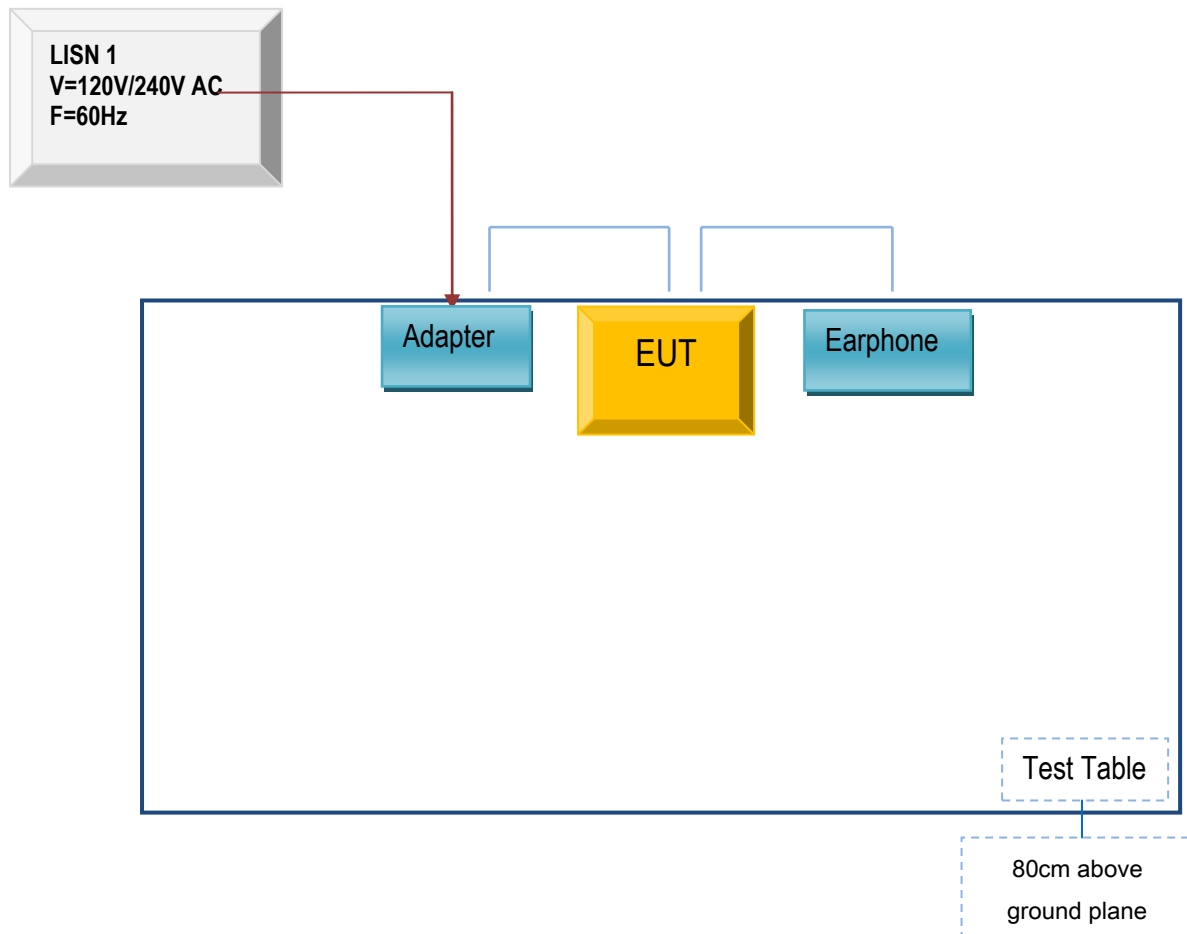 LISN 1
V=120V/240V AC
F=60Hz
Adapter
EUT
Earphone
Test Table
80cm above
ground plane